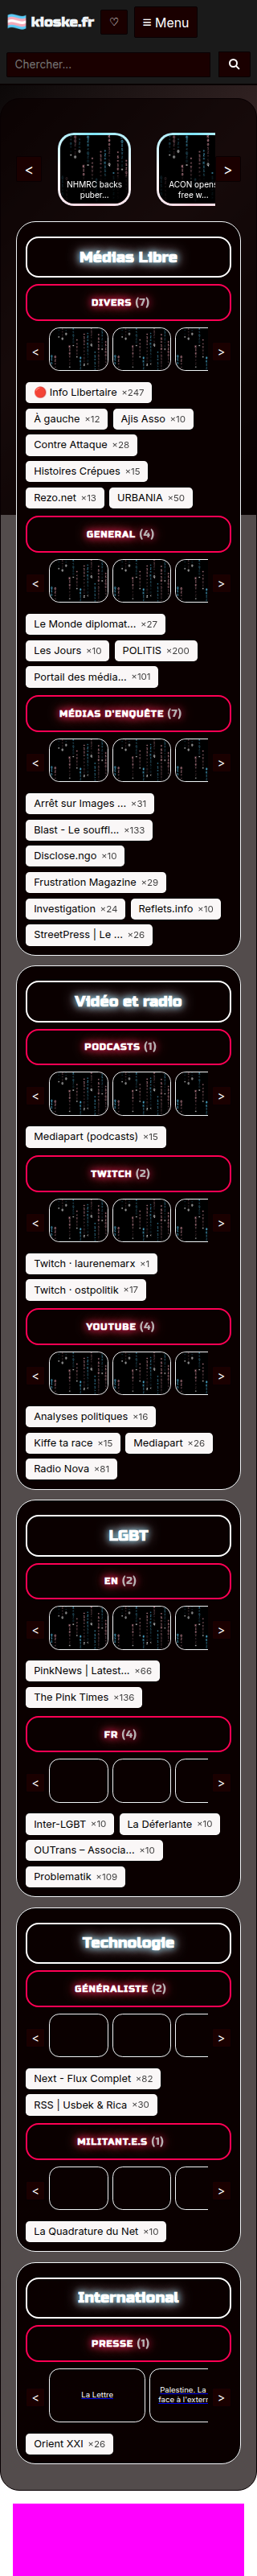 kioske.fr ♡ ≡ Menu
Chercher...
< NHMRC backs puber... ACON opens free w... >
Médias Libre
DIVERS (7)
< >
🔴 Info Libertaire ×247
À gauche ×12 Ajis Asso ×10
Contre Attaque ×28
Histoires Crépues ×15
Rezo.net ×13 URBANIA ×50
GENERAL (4)
< >
Le Monde diplomat... ×27
Les Jours ×10 POLITIS ×200
Portail des média... ×101
MÉDIAS D'ENQUÊTE (7)
< >
Arrêt sur Images ... ×31
Blast - Le souffl... ×133
Disclose.ngo ×10
Frustration Magazine ×29
Investigation ×24 Reflets.info ×10
StreetPress | Le ... ×26
Vidéo et radio
PODCASTS (1)
< >
Mediapart (podcasts) ×15
TWITCH (2)
< >
Twitch · laurenemarx ×1
Twitch · ostpolitik ×17
YOUTUBE (4)
< >
Analyses politiques ×16
Kiffe ta race ×15 Mediapart ×26
Radio Nova ×81
LGBT
EN (2)
< >
PinkNews | Latest... ×66
The Pink Times ×136
FR (4)
< >
Inter-LGBT ×10 La Déferlante ×10
OUTrans – Associa... ×10
Problematik ×109
Technologie
GÉNÉRALISTE (2)
< >
Next - Flux Complet ×82
RSS | Usbek & Rica ×30
MILITANT.E.S (1)
< >
La Quadrature du Net ×10
International
PRESSE (1)
< La Lettre Palestine. La face à l'extern >
Orient XXI ×26